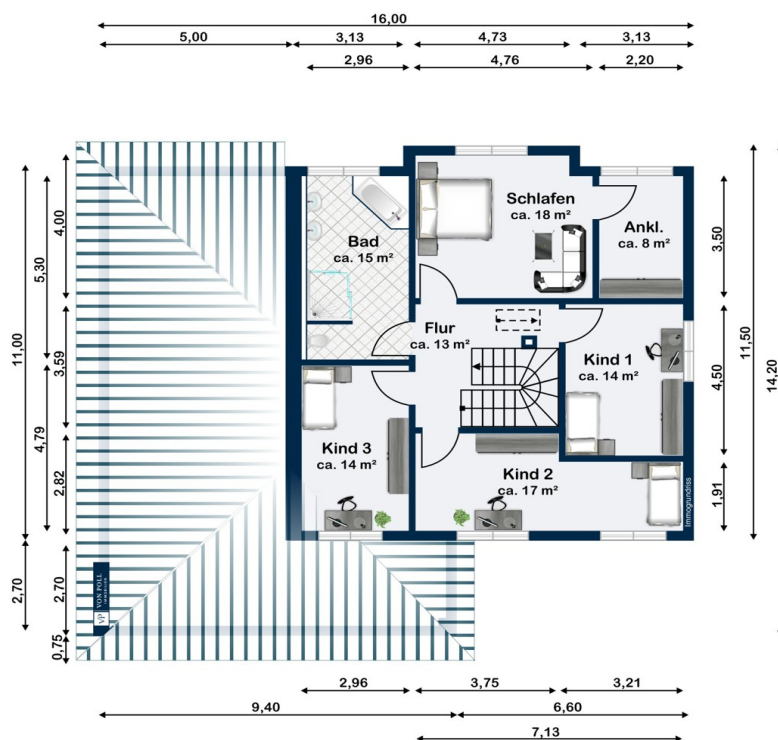 16,00
5,00
3,13
4,73
3,13
2,96
4,76
2,20
11,00
5,30
4,79
2,70
4,00
3,59
2,82
2,70
0,75
Bad
ca. 15 m²
Schlafen
ca. 18 m²
Ankl.
ca. 8 m²
Flur
ca. 13 m²
Kind 1
ca. 14 m²
Kind 3
ca. 14 m²
Kind 2
ca. 17 m²
Immogrundriss
VP
VON POLL
3,50
4,50
1,91
11,50
14,20
2,96
3,75
3,21
9,40
6,60
7,13